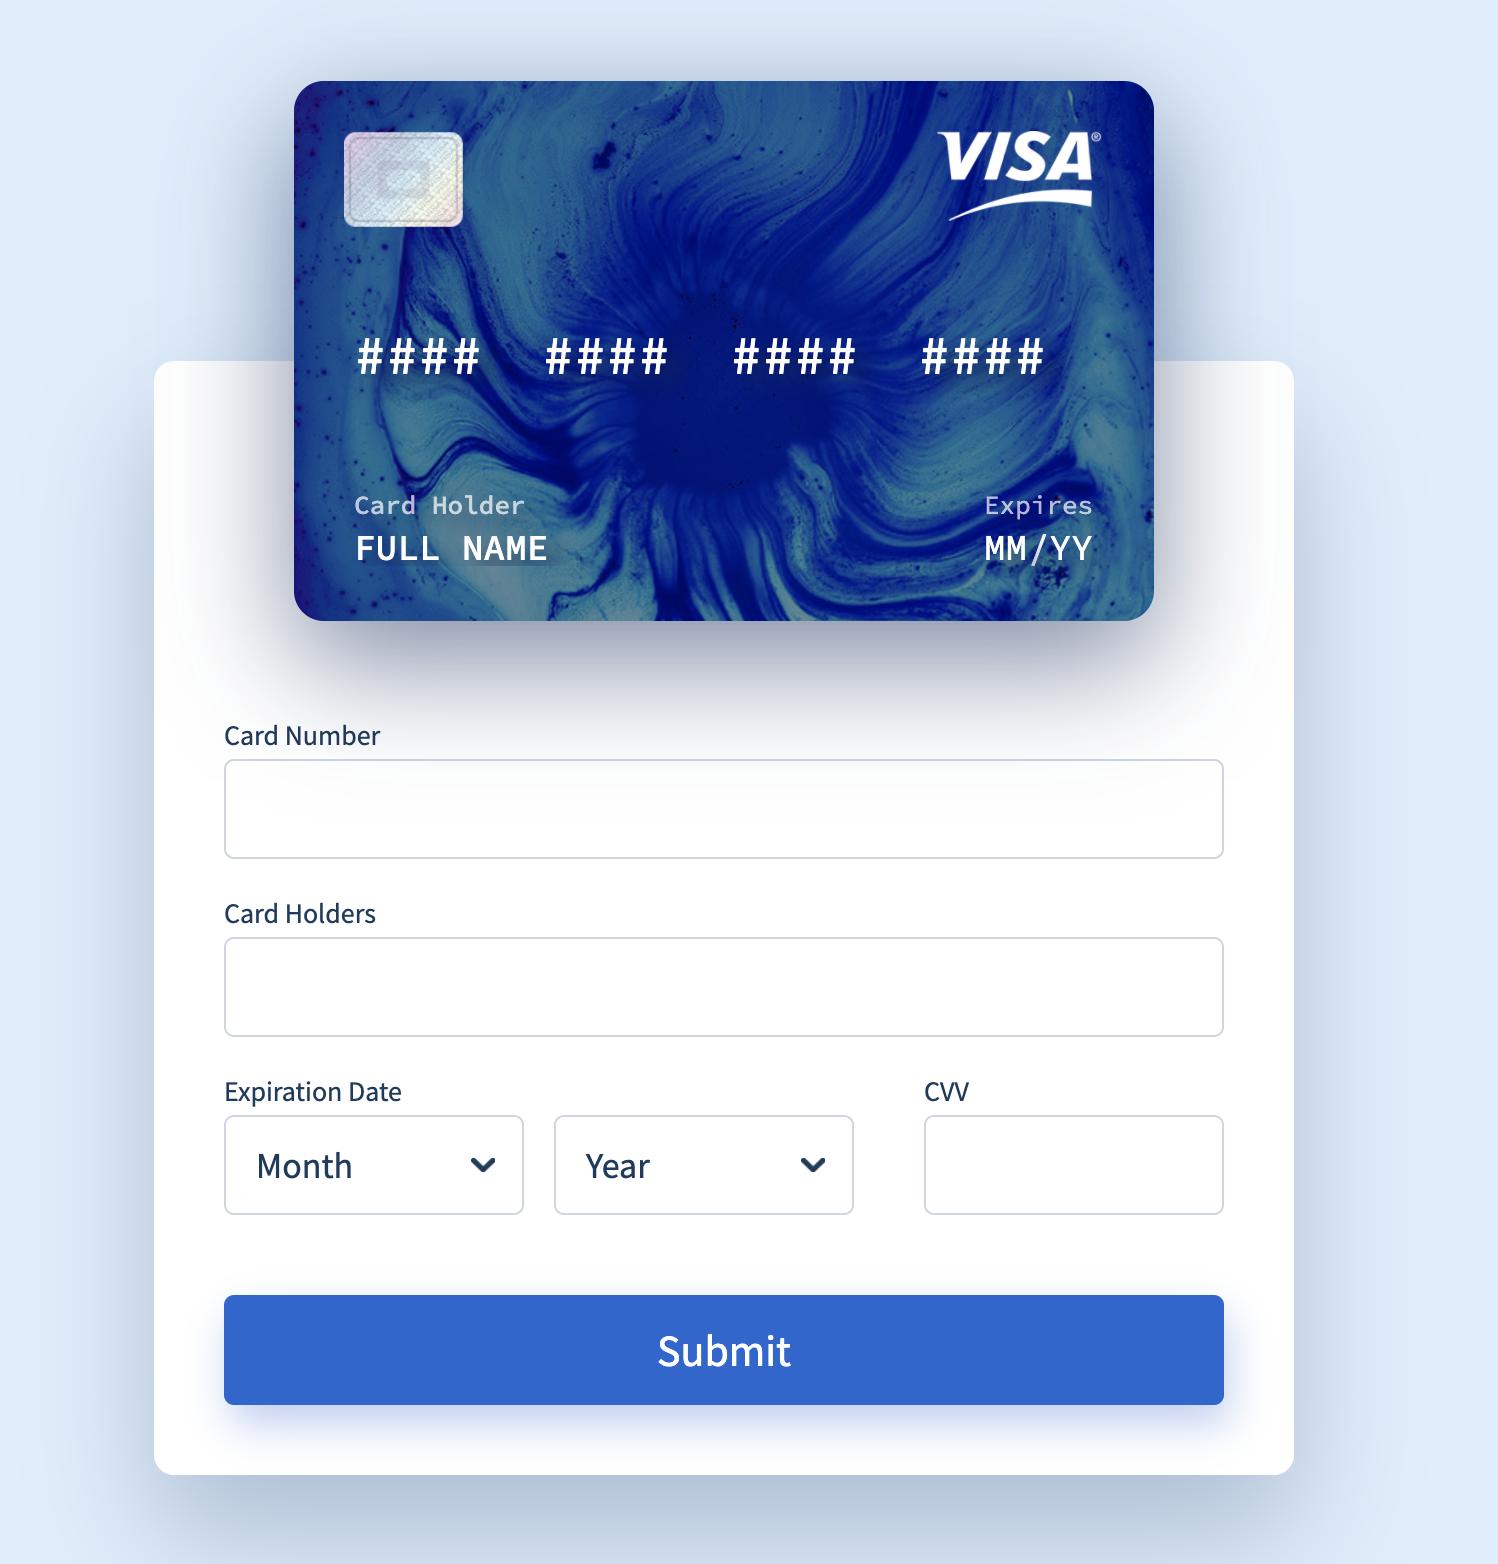 VISA®
#### #### #### ####
Card Holder
Expires
FULL NAME
MM/YY
Card Number
Card Holders
Expiration Date
CVV
Month
Year
Submit